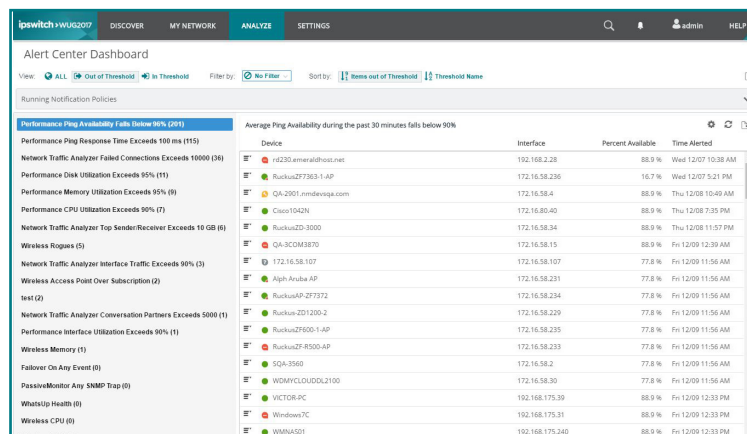 ipswitch WUG2017 DISCOVER MY NETWORK ANALYZE SETTINGS admin HELP
Alert Center Dashboard
View: ALL Out of Threshold In Threshold Filter by: No Filter Sort by: Items out of Threshold Threshold Name
Running Notification Policies
Performance Ping Availability Falls Below 96% (201)
Performance Ping Response Time Exceeds 100 ms (115)
Network Traffic Analyzer Failed Connections Exceeds 10000 (36)
Performance Disk Utilization Exceeds 95% (11)
Performance Memory Utilization Exceeds 95% (9)
Performance CPU Utilization Exceeds 90% (7)
Network Traffic Analyzer Top Sender/Receiver Exceeds 10 GB (6)
Wireless Rogues (5)
Network Traffic Analyzer Interface Traffic Exceeds 90% (3)
Wireless Access Point Over Subscription (2)
test (2)
Network Traffic Analyzer Conversation Partners Exceeds 5000 (1)
Performance Interface Utilization Exceeds 90% (1)
Wireless Memory (1)
Failover On Any Event (0)
PassiveMonitor Any SNMP Trap (0)
WhatsUp Health (0)
Wireless CPU (0)
Average Ping Availability during the past 30 minutes falls below 90%
Device Interface Percent Available Time Alerted
rd230.emeraldhost.net 192.168.2.28 88.9 % Wed 12/07 10:38 AM
RuckusZF7363-1-AP 172.16.58.236 16.7 % Wed 12/07 5:21 PM
QA-2901.nmdevsqa.com 172.16.58.4 88.9 % Thu 12/08 10:49 AM
Cisco1042N 172.16.80.40 88.9 % Thu 12/08 7:35 PM
RuckusZD-3000 172.16.58.34 88.9 % Thu 12/08 11:57 PM
QA-3COM3870 172.16.58.15 88.9 % Fri 12/09 12:39 AM
172.16.58.107 172.16.58.107 77.8 % Fri 12/09 11:56 AM
Alph Aruba AP 172.16.58.231 77.8 % Fri 12/09 11:56 AM
RuckusAP-ZF7372 172.16.58.234 77.8 % Fri 12/09 11:56 AM
Ruckus-ZD1200-2 172.16.58.229 77.8 % Fri 12/09 11:56 AM
RuckusZF600-1-AP 172.16.58.235 77.8 % Fri 12/09 11:56 AM
RuckusZF-R500-AP 172.16.58.233 77.8 % Fri 12/09 11:56 AM
SQA-3560 172.16.58.2 77.8 % Fri 12/09 11:56 AM
WDMYCLOUDDL2100 172.16.58.30 77.8 % Fri 12/09 11:56 AM
VICTOR-PC 192.168.175.39 88.9 % Fri 12/09 12:33 PM
Windows7C 192.168.175.31 88.9 % Fri 12/09 12:33 PM
WMNAS01 192.168.175.240 88.9 % Fri 12/09 12:33 PM